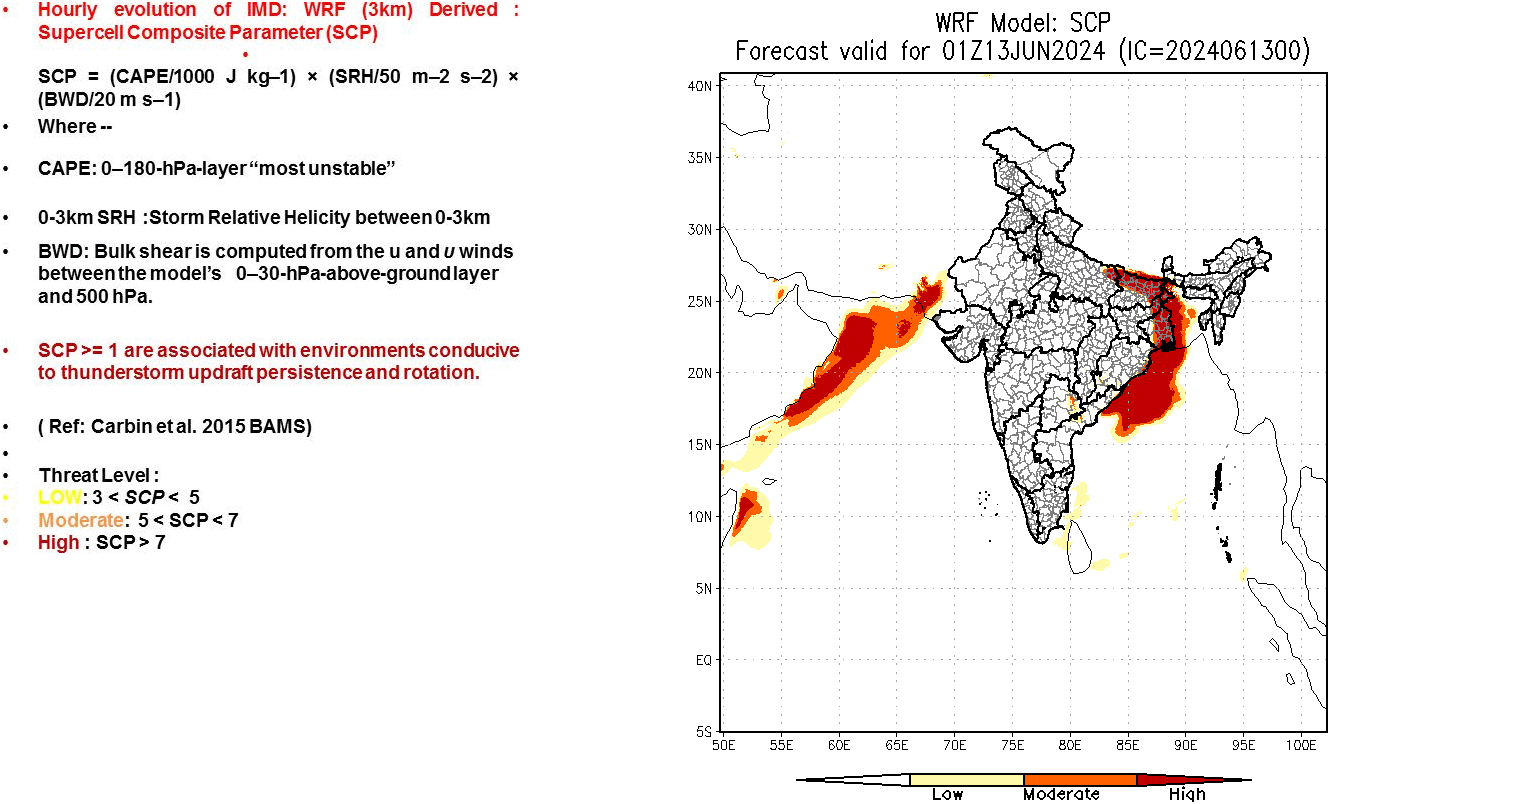 • Hourly evolution of IMD: WRF (3km) Derived :
Supercell Composite Parameter (SCP)
•
SCP = (CAPE/1000 J kg–1) × (SRH/50 m–2 s–2) ×
(BWD/20 m s–1)
• Where --
• CAPE: 0–180-hPa-layer “most unstable”
• 0-3km SRH :Storm Relative Helicity between 0-3km
• BWD: Bulk shear is computed from the u and υ winds
between the model’s 0–30-hPa-above-ground layer
and 500 hPa.
• SCP >= 1 are associated with environments conducive
to thunderstorm updraft persistence and rotation.
• ( Ref: Carbin et al. 2015 BAMS)
•
• Threat Level :
• LOW: 3 < SCP < 5
• Moderate: 5 < SCP < 7
• High : SCP > 7
WRF Model: SCP
Forecast valid for 01Z13JUN2024 (IC=2024061300)
40N
35N
30N
25N
20N
15N
10N
5N
EQ
5S
50E 55E 60E 65E 70E 75E 80E 85E 90E 95E 100E
Low Moderate High